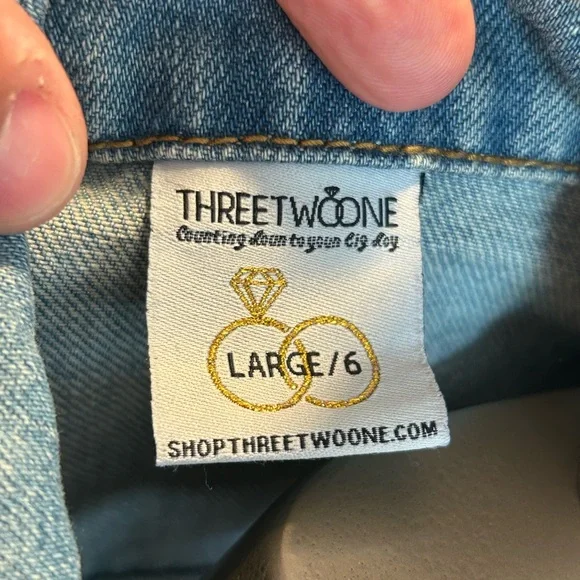 THREETWOONE
Counting down to your big day
LARGE/6
SHOPTHREETWOONE.COM